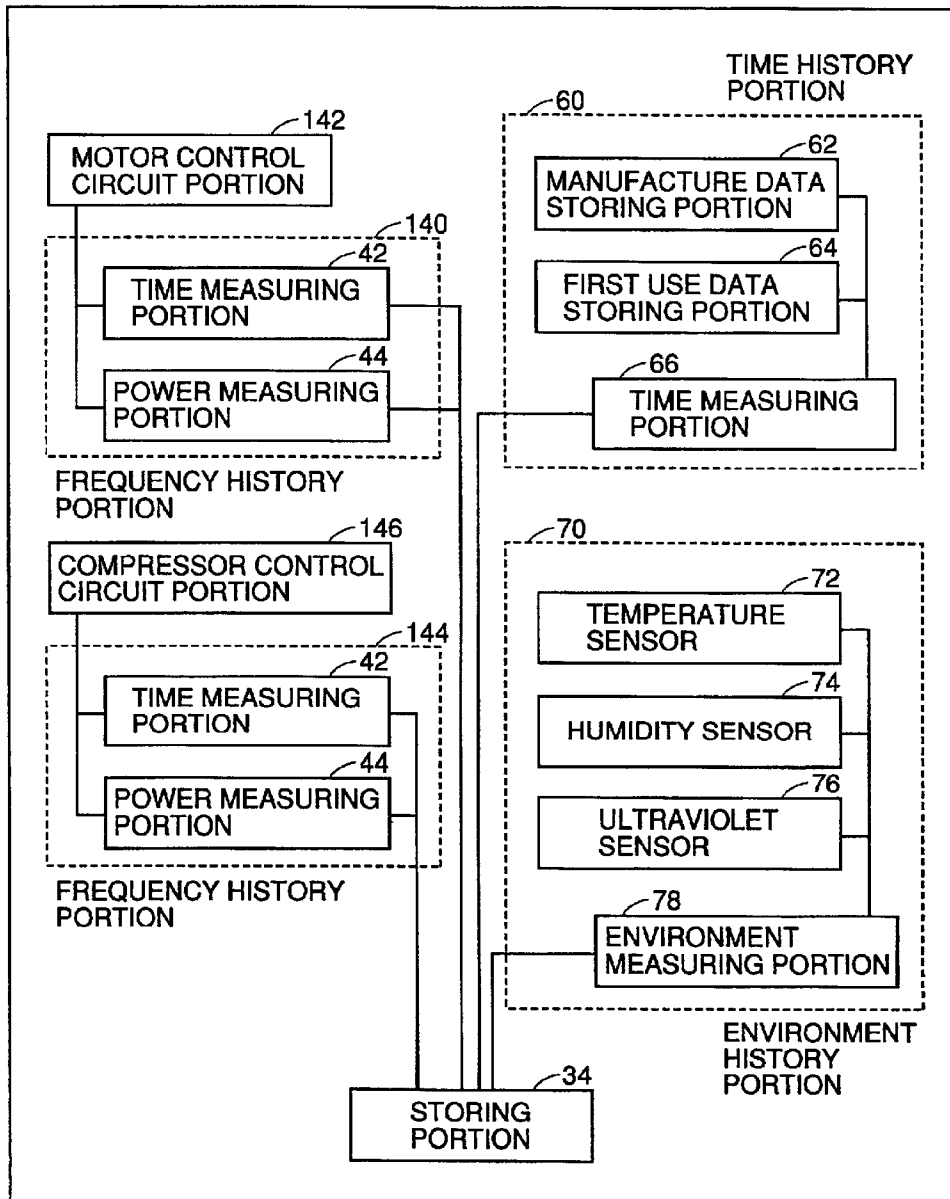 142
MOTOR CONTROL
CIRCUIT PORTION
140
42
TIME MEASURING
PORTION
44
POWER MEASURING
PORTION
FREQUENCY HISTORY
PORTION
146
COMPRESSOR CONTROL
CIRCUIT PORTION
144
42
TIME MEASURING
PORTION
44
POWER MEASURING
PORTION
FREQUENCY HISTORY
PORTION
TIME HISTORY
PORTION
60
62
MANUFACTURE DATA
STORING PORTION
64
FIRST USE DATA
STORING PORTION
66
TIME MEASURING
PORTION
70
72
TEMPERATURE
SENSOR
74
HUMIDITY SENSOR
76
ULTRAVIOLET
SENSOR
78
ENVIRONMENT
MEASURING PORTION
ENVIRONMENT
HISTORY
PORTION
34
STORING
PORTION